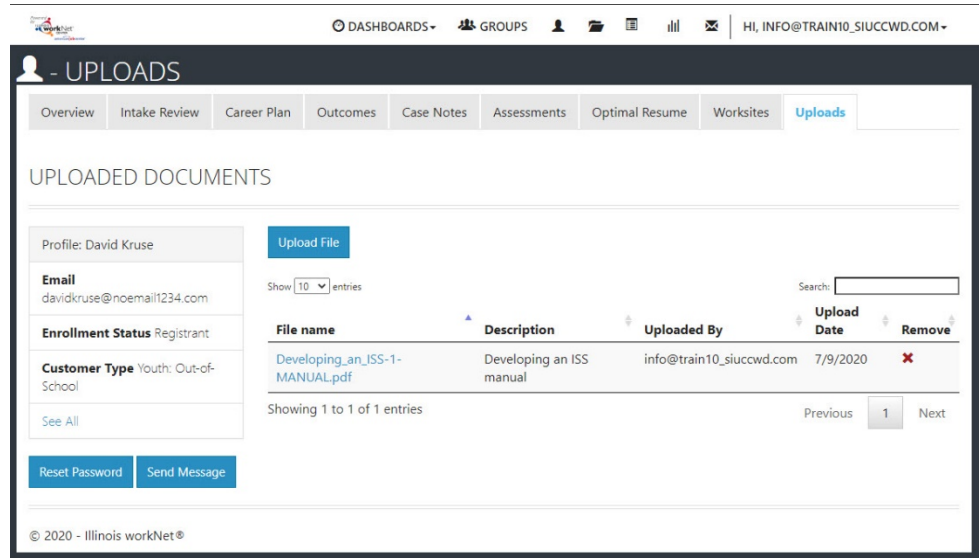 workNet
DASHBOARDS GROUPS HI, INFO@TRAIN10_SIUCCWD.COM
- UPLOADS
Overview Intake Review Career Plan Outcomes Case Notes Assessments Optimal Resume Worksites Uploads
UPLOADED DOCUMENTS
Profile: David Kruse
Email
davidkruse@noemail1234.com
Enrollment Status Registrant
Customer Type Youth: Out-of-
School
See All
Reset Password Send Message
Upload File
Show 10 entries
Search:
File name Description Uploaded By Upload Date Remove
Developing_an_ISS-1-
MANUAL.pdf
Developing an ISS
manual
info@train10_siuccwd.com 7/9/2020
Showing 1 to 1 of 1 entries
Previous 1 Next
© 2020 - Illinois workNet®